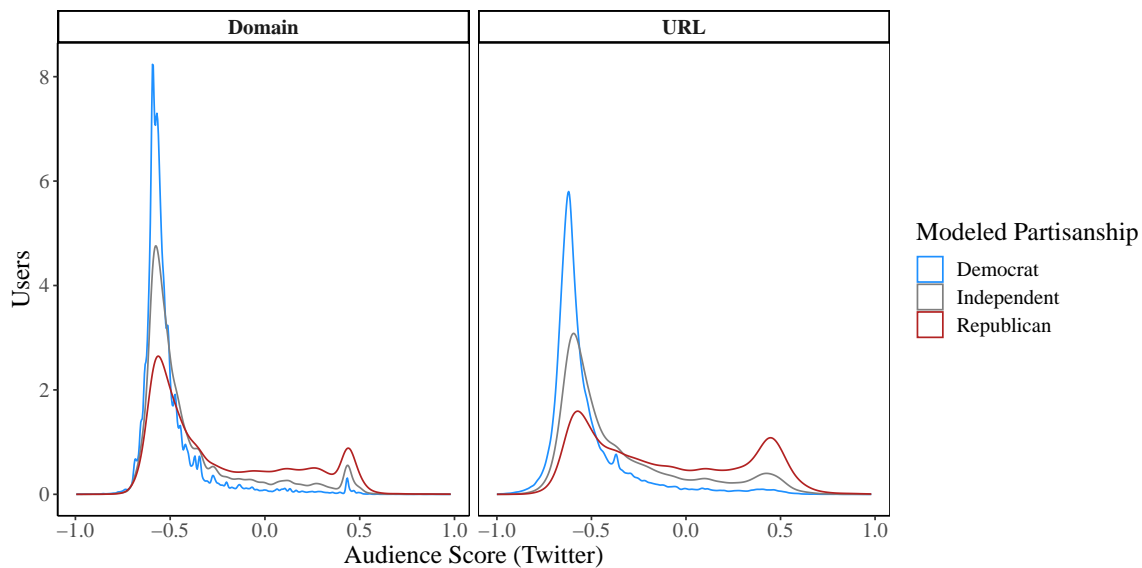 Domain
URL
8
6
4
2
0
Users
−1.0
−0.5
0.0
0.5
1.0
−1.0
−0.5
0.0
0.5
1.0
Audience Score (Twitter)
Modeled Partisanship
Democrat
Independent
Republican